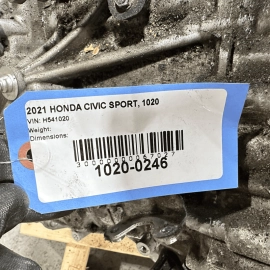 2021 HONDA CIVIC SPORT, 1020
VIN: H541020
Weight:
Dimensions:
1020-0246